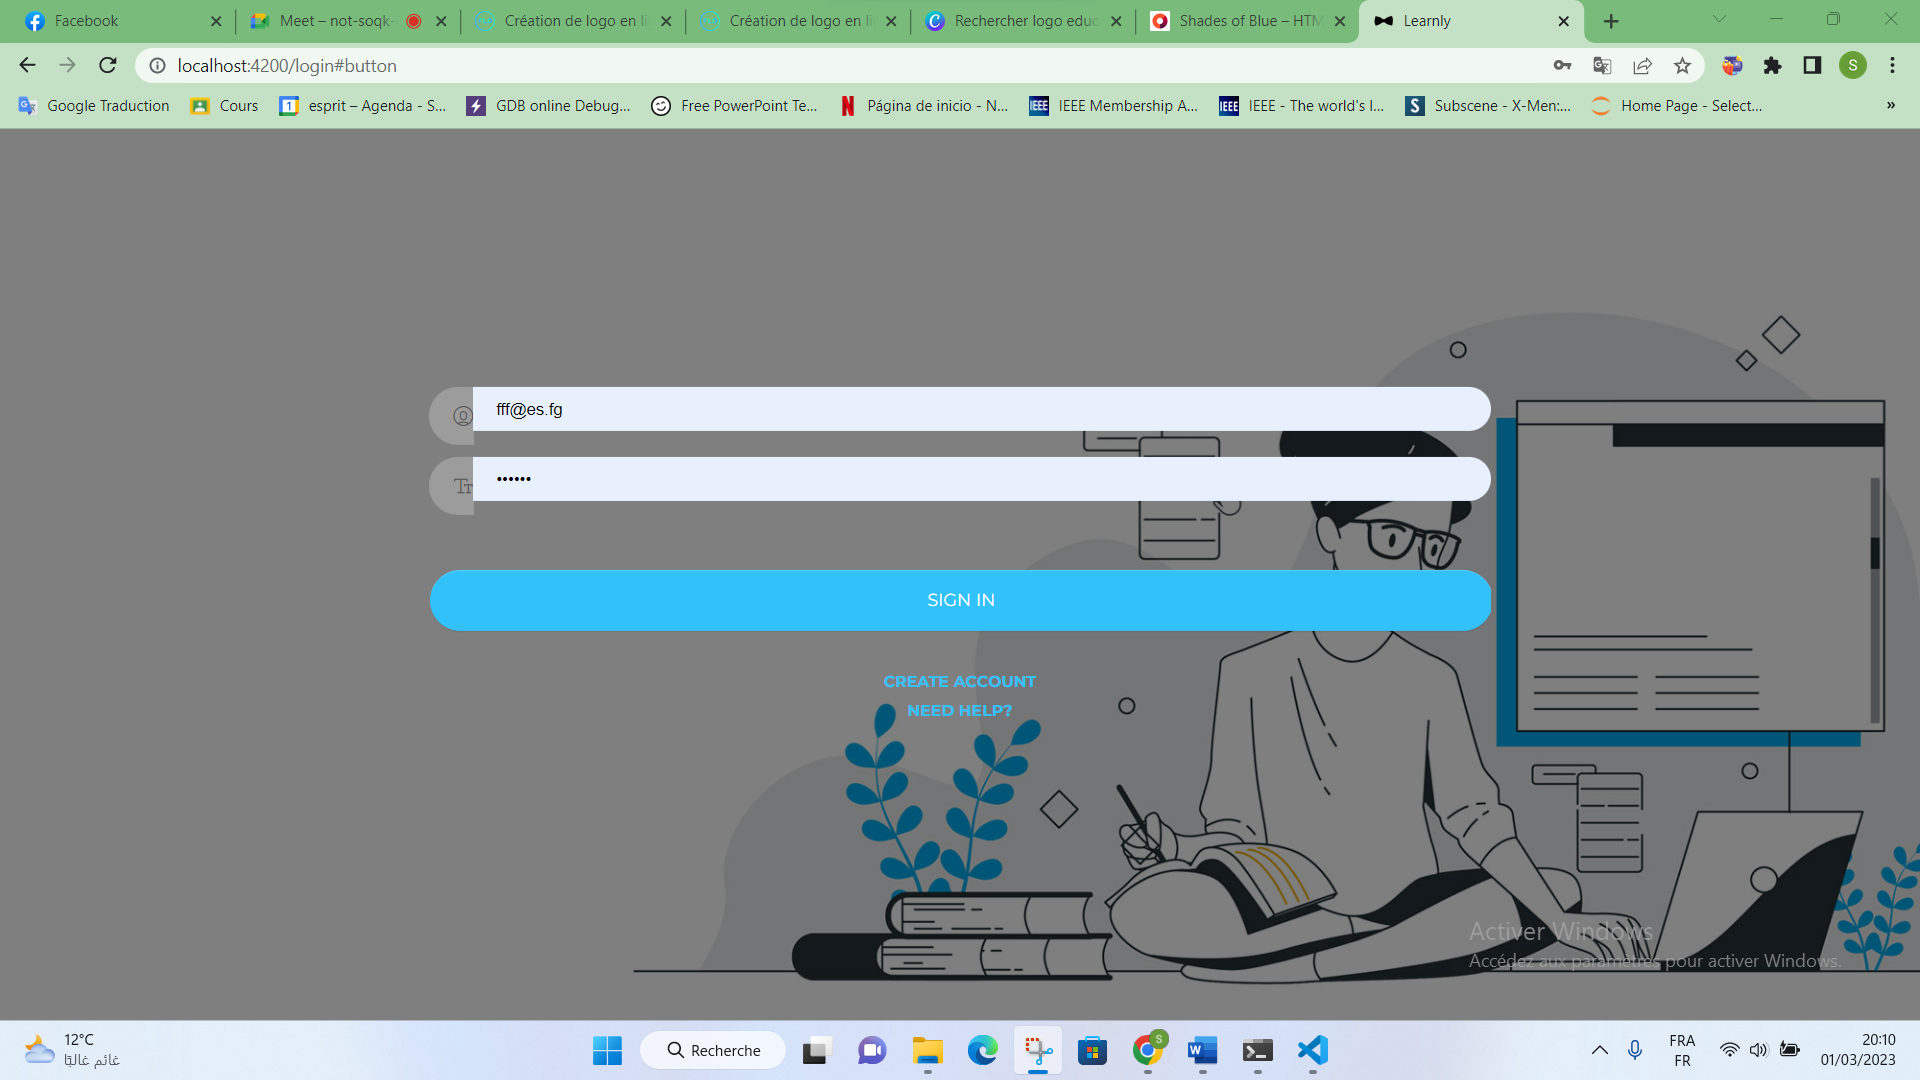 Facebook
Meet – not-soqk-
Création de logo en li
Création de logo en li
Rechercher logo educ
Shades of Blue – HTM
Learnly
localhost:4200/login#button
S
Google Traduction
Cours
esprit – Agenda - S...
GDB online Debug...
Free PowerPoint Te...
Página de inicio - N...
IEEE Membership A...
IEEE - The world's l...
Subscene - X-Men:...
Home Page - Select...
»
fff@es.fg
••••••
SIGN IN
CREATE ACCOUNT
NEED HELP?
Activer Windows
Accédez aux paramètres pour activer Windows.
12°C
غائم غالبًا
Recherche
S
FRA
FR
20:10
01/03/2023